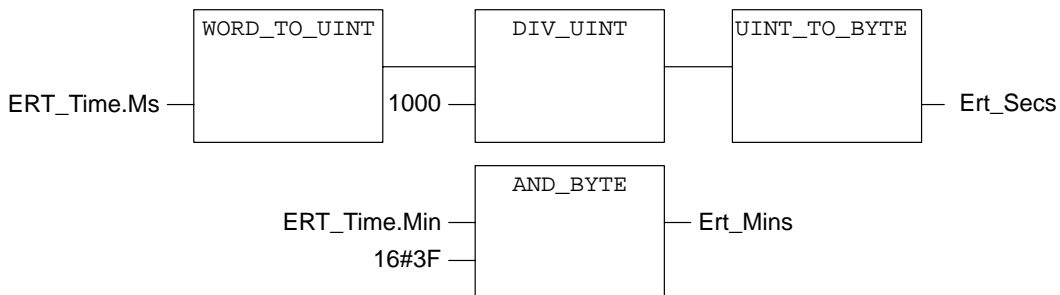 WORD_TO_UINT DIV_UINT UINT_TO_BYTE
ERT_Time.Ms 1000 Ert_Secs
AND_BYTE
ERT_Time.Min Ert_Mins
16#3F